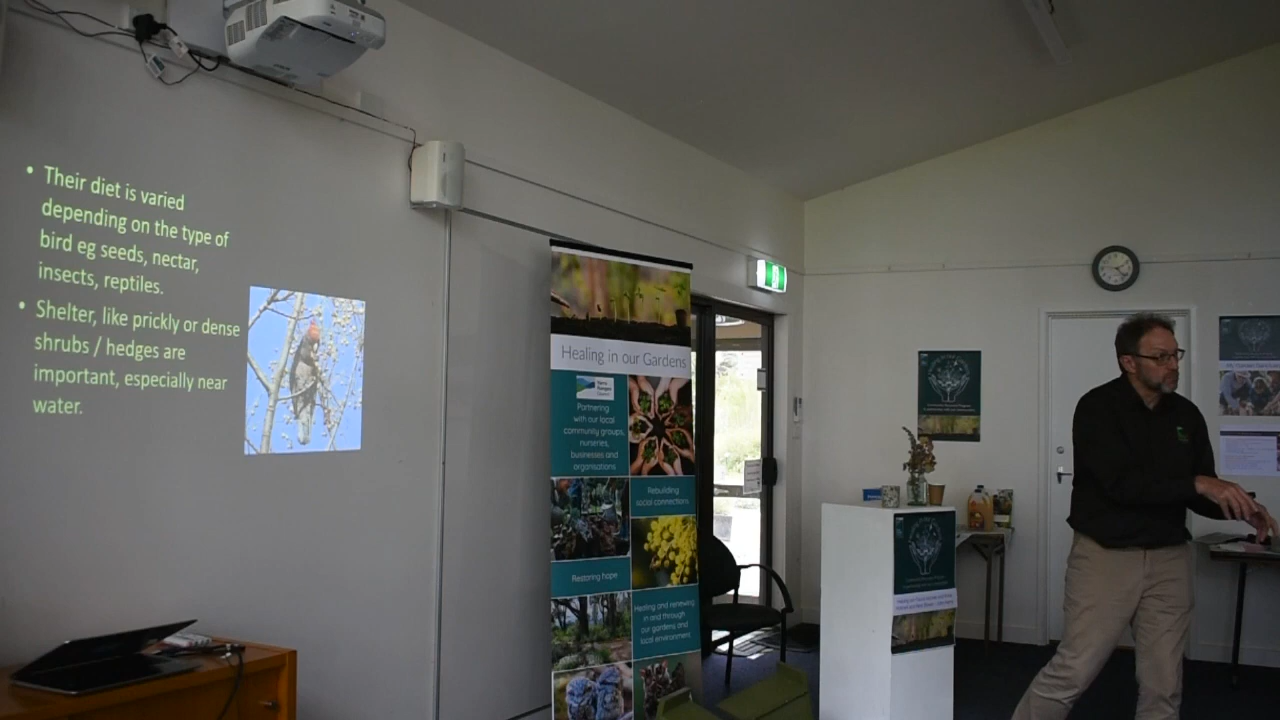 • Their diet is varied
depending on the type of
bird eg seeds, nectar,
insects, reptiles.
• Shelter, like prickly or dense
shrubs / hedges are
important, especially near
water.
Healing in our Gardens
Partnering
with our local
community groups,
nurseries,
businesses and
organisations
Rebuilding
social connections
Restoring hope
Healing and renewing
in and through
our gardens and
local environment